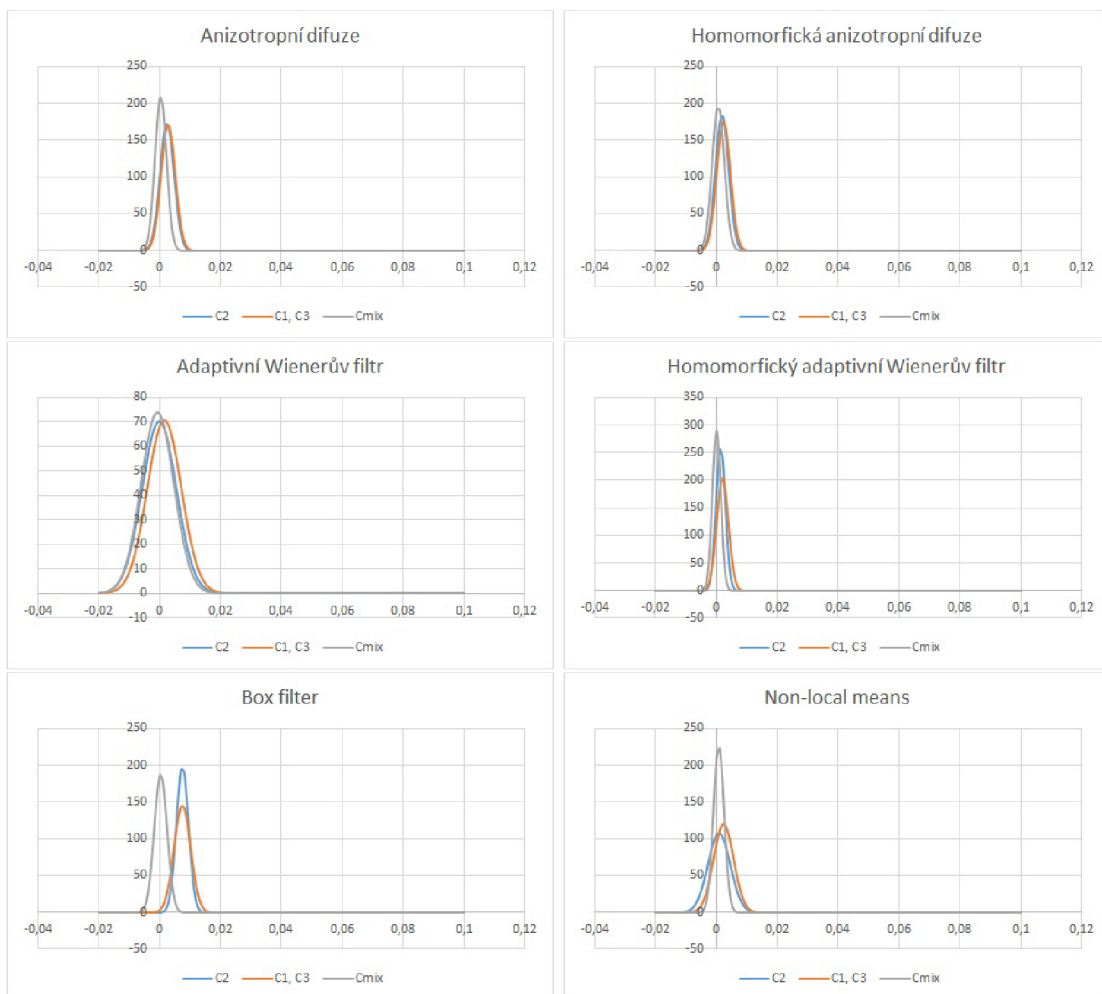 Anizotropní difuze
250
200
150
100
50
0
-50
-0,04 -0,02 0 0,02 0,04 0,06 0,08 0,1 0,12
C2 C1, C3 Cmix
Homomorfická anizotropní difuze
250
200
150
100
50
0
-50
-0,04 -0,02 0 0,02 0,04 0,06 0,08 0,1 0,12
C2 C1, C3 Cmix
Adaptivní Wienerův filtr
80
70
60
50
40
30
20
10
0
-10
-0,04 -0,02 0 0,02 0,04 0,06 0,08 0,1 0,12
C2 C1, C3 Cmix
Homomorfický adaptivní Wienerův filtr
350
300
250
200
150
100
50
0
-50
-0,04 -0,02 0 0,02 0,04 0,06 0,08 0,1 0,12
C2 C1, C3 Cmix
Box filter
250
200
150
100
50
0
-50
-0,04 -0,02 0 0,02 0,04 0,06 0,08 0,1 0,12
C2 C1, C3 Cmix
Non-local means
250
200
150
100
50
0
-50
-0,04 -0,02 0 0,02 0,04 0,06 0,08 0,1 0,12
C2 C1, C3 Cmix